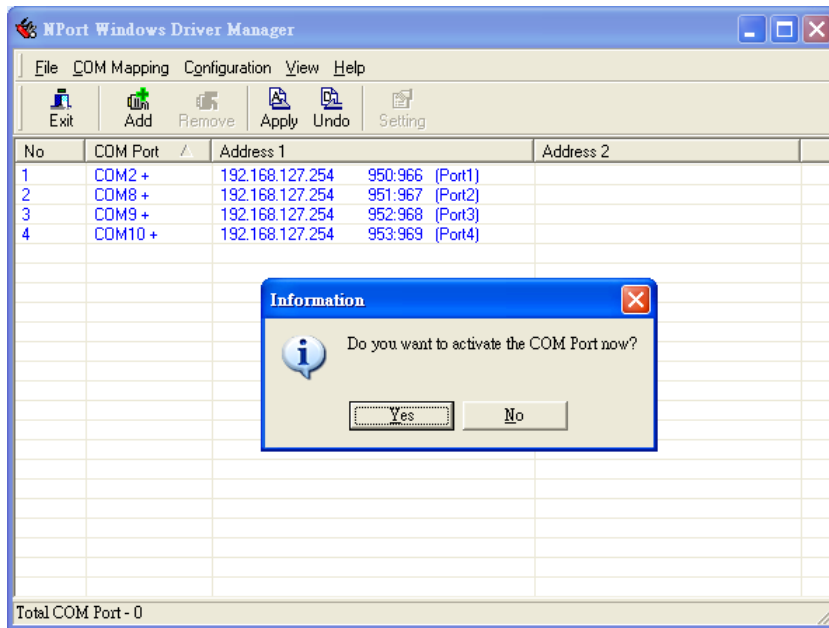 NPort Windows Driver Manager
File COM Mapping Configuration View Help
Exit Add Remove Apply Undo Setting
No COM Port Address 1 Address 2
1 COM2 + 192.168.127.254 950:966 (Port1)
2 COM8 + 192.168.127.254 951:967 (Port2)
3 COM9 + 192.168.127.254 952:968 (Port3)
4 COM10 + 192.168.127.254 953:969 (Port4)
Information
Do you want to activate the COM Port now?
Yes No
Total COM Port - 0